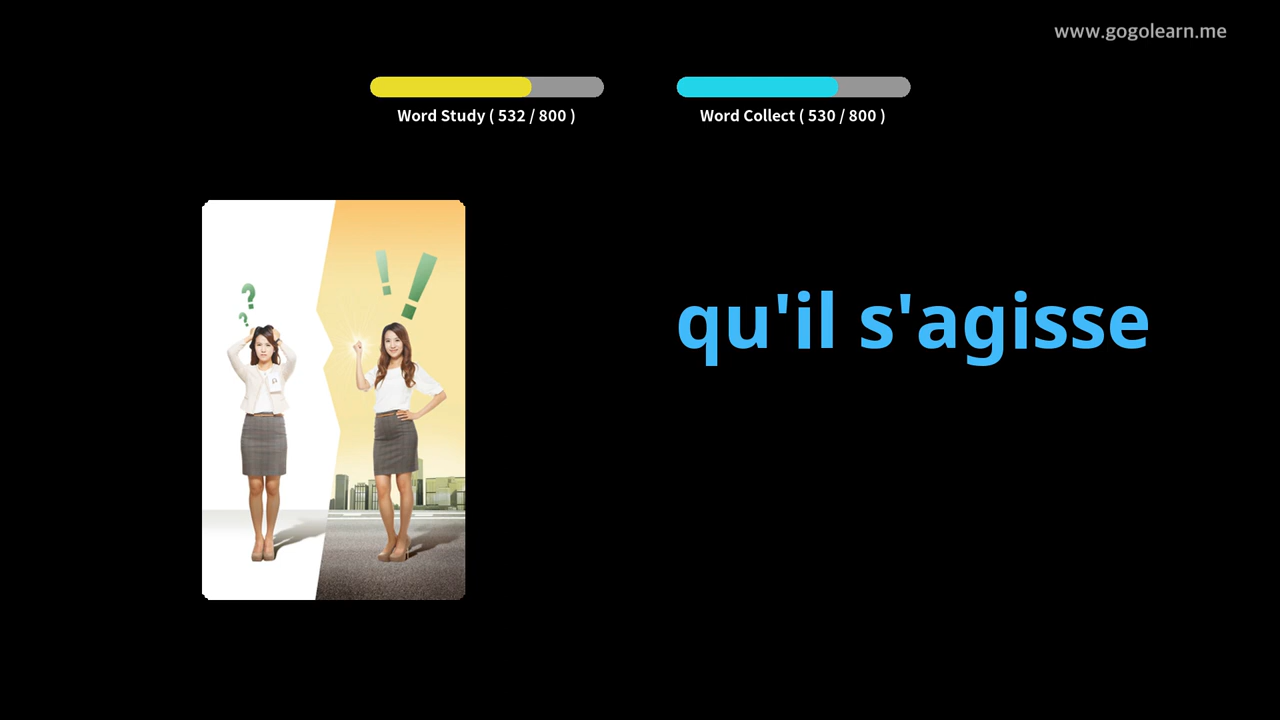 www.gogolearn.me
Word Study ( 532 / 800 )
Word Collect ( 530 / 800 )
? ? ! !
qu'il s'agisse